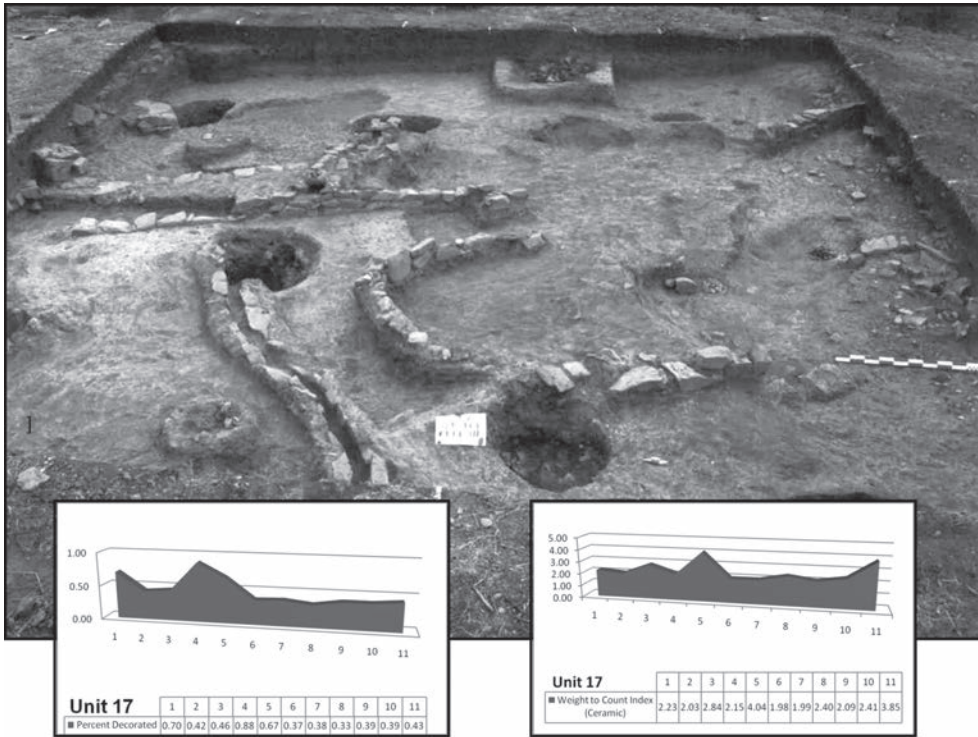 1.00
0.50
0.00
1 2 3 4 5 6 7 8 9 10 11
Unit 17 1 2 3 4 5 6 7 8 9 10 11
Percent Decorated 0.70 0.42 0.46 0.88 0.67 0.37 0.38 0.33 0.39 0.39 0.43
5.00
4.00
3.00
2.00
1.00
0.00
1 2 3 4 5 6 7 8 9 10 11
Unit 17 1 2 3 4 5 6 7 8 9 10 11
Weight to Count Index
(Ceramic) 2.23 2.03 2.84 2.15 4.04 1.98 1.99 2.40 2.09 2.41 3.85